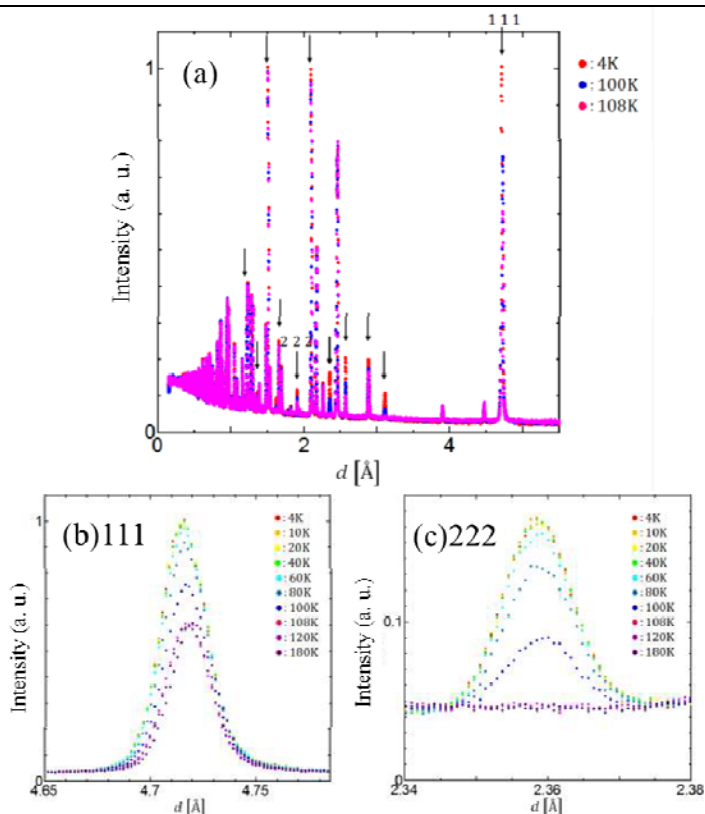 1 1 1
(a)
:4K
:100K
:108K
1
Intensity (a. u.)
2 2 2
0
0 2 4
d [Å]
(b)111
:4K
:10K
:20K
:40K
:60K
:80K
:100K
:108K
:120K
:180K
1
Intensity (a. u.)
0
4.65 4.7 4.75
d [Å]
(c)222
:4K
:10K
:20K
:40K
:60K
:80K
:100K
:108K
:120K
:180K
0.1
Intensity (a. u.)
0
2.34 2.36 2.38
d [Å]